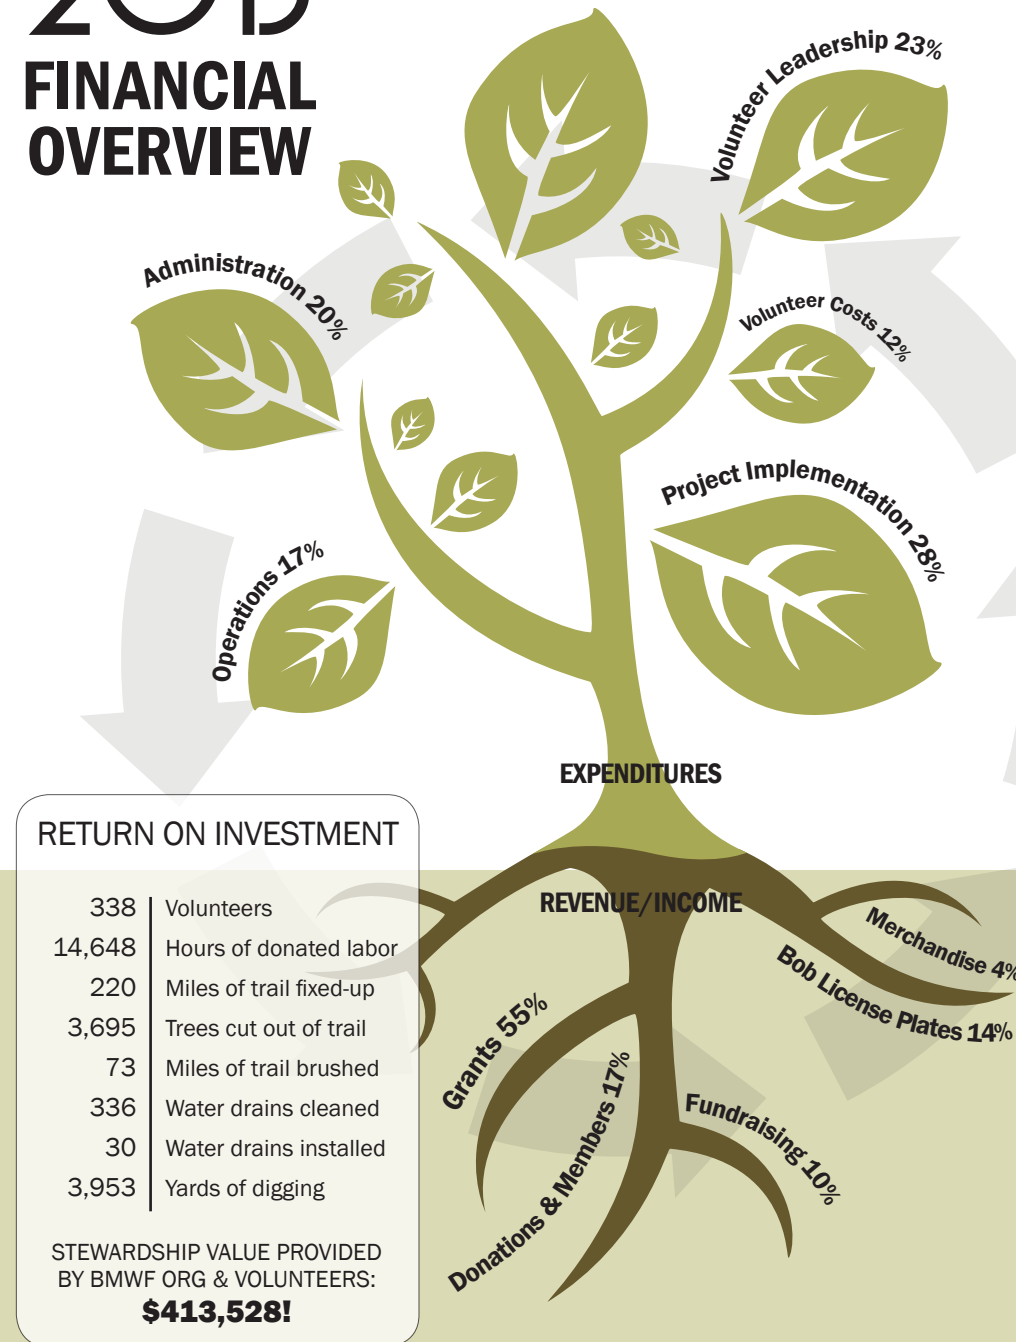 FINANCIAL
OVERVIEW
Volunteer Leadership 23%
Administration 20%
Volunteer Costs 12%
Project Implementation 28%
Operations 17%
EXPENDITURES
REVENUE/INCOME
Merchandise 4%
Bob License Plates 14%
Grants 55%
Donations & Members 17%
Fundraising 10%
RETURN ON INVESTMENT
338 Volunteers
14,648 Hours of donated labor
220 Miles of trail fixed-up
3,695 Trees cut out of trail
73 Miles of trail brushed
336 Water drains cleaned
30 Water drains installed
3,953 Yards of digging
STEWARDSHIP VALUE PROVIDED
BY BMWF ORG & VOLUNTEERS:
$413,528!